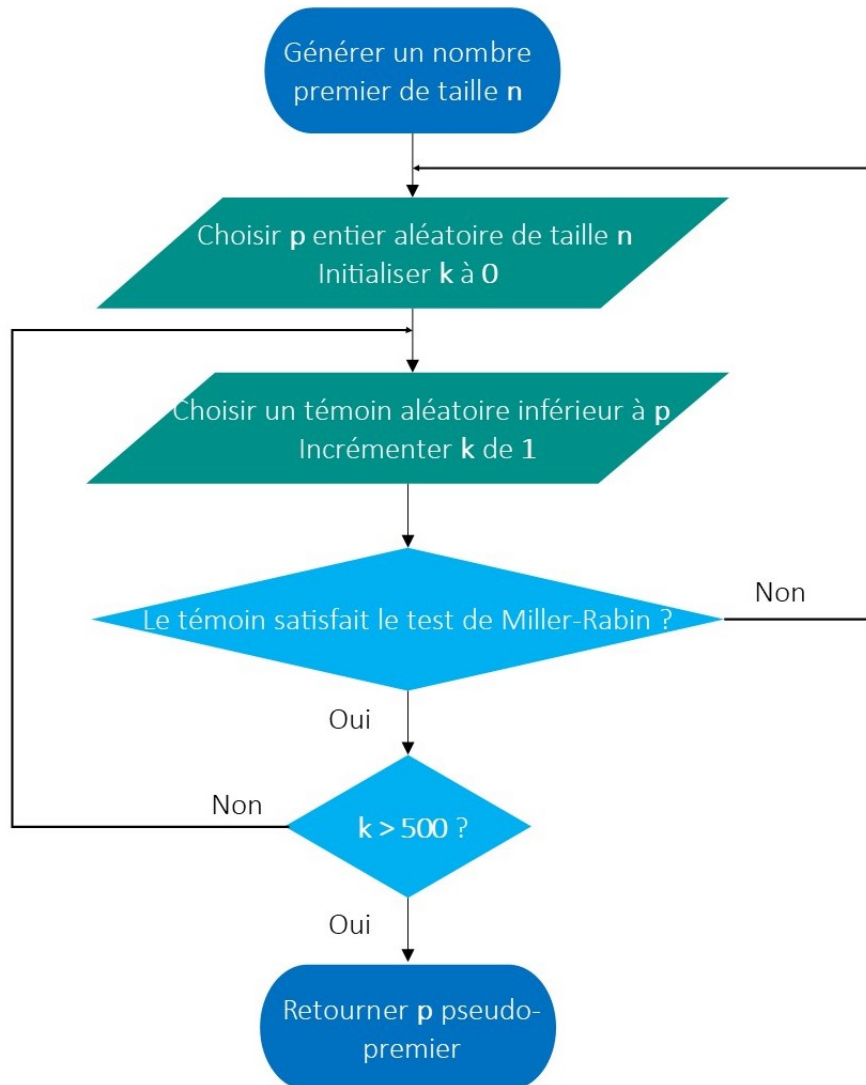 Générer un nombre
premier de taille n
Choisir p entier aléatoire de taille n
Initialiser k à 0
Choisir un témoin aléatoire inférieur à p
Incrémenter k de 1
Le témoin satisfait le test de Miller-Rabin ?
Non
Oui
Non
k > 500 ?
Oui
Retourner p pseudo-
premier